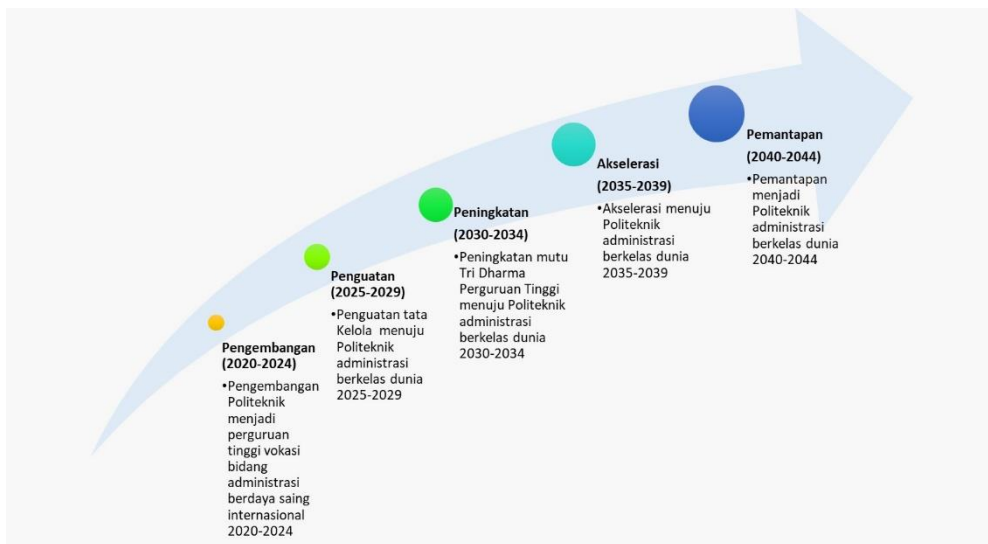 Pengembangan
(2020-2024)
•Pengembangan
Politeknik
menjadi
perguruan
tinggi vokasi
bidang
administrasi
berdaya saing
internasional
2020-2024
Penguatan
(2025-2029)
•Penguatan tata
Kelola menuju
Politeknik
administrasi
berkelas dunia
2025-2029
Peningkatan
(2030-2034)
•Peningkatan mutu
Tri Dharma
Perguruan Tinggi
menuju Politeknik
administrasi
berkelas dunia
2030-2034
Akselerasi
(2035-2039)
•Akselerasi menuju
Politeknik
administrasi
berkelas dunia
2035-2039
Pemantapan
(2040-2044)
•Pemantapan
menjadi
Politeknik
administrasi
berkelas dunia
2040-2044